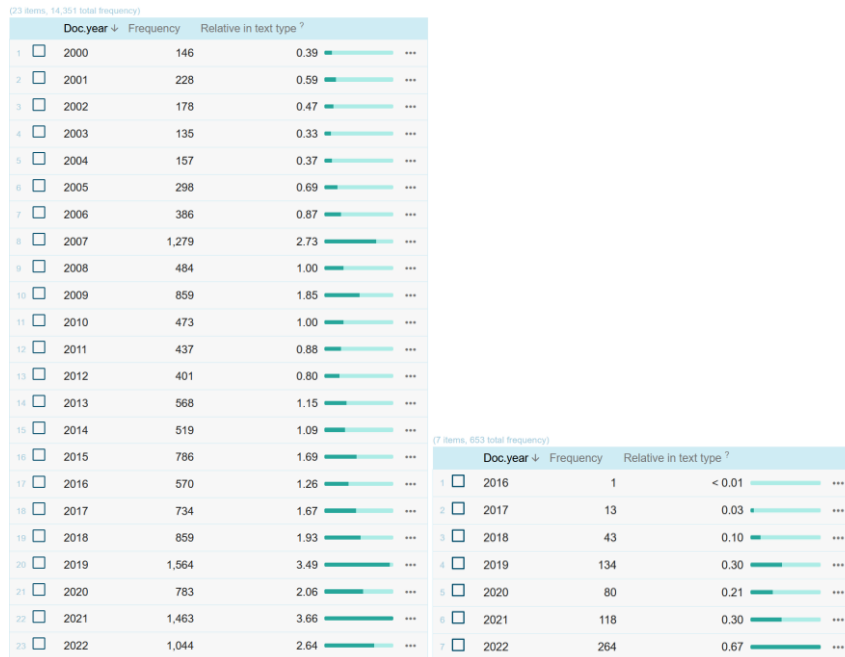 (23 items, 14,351 total frequency)
Doc.year ↓ Frequency Relative in text type ?
1 2000 146 0.39 •••
2 2001 228 0.59 •••
3 2002 178 0.47 •••
4 2003 135 0.33 •••
5 2004 157 0.37 •••
6 2005 298 0.69 •••
7 2006 386 0.87 •••
8 2007 1,279 2.73 •••
9 2008 484 1.00 •••
10 2009 859 1.85 •••
11 2010 473 1.00 •••
12 2011 437 0.88 •••
13 2012 401 0.80 •••
14 2013 568 1.15 •••
15 2014 519 1.09 •••
16 2015 786 1.69 •••
17 2016 570 1.26 •••
18 2017 734 1.67 •••
19 2018 859 1.93 •••
20 2019 1,564 3.49 •••
21 2020 783 2.06 •••
22 2021 1,463 3.66 •••
23 2022 1,044 2.64 •••
(7 items, 653 total frequency)
Doc.year ↓ Frequency Relative in text type ?
1 2016 1 < 0.01 •••
2 2017 13 0.03 •••
3 2018 43 0.10 •••
4 2019 134 0.30 •••
5 2020 80 0.21 •••
6 2021 118 0.30 •••
7 2022 264 0.67 •••